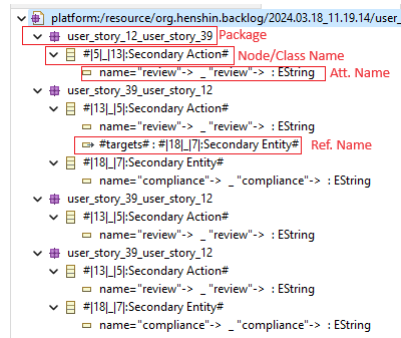 platform:/resource/org.henshin.backlog/2024.03.18_11.19.14/user_
user_story_12_user_story_39 Package
#|5|_|13|:Secondary Action# Node/Class Name
name="review"-> _ "review"-> : EString Att. Name
user_story_39_user_story_12
#|13|_|5|:Secondary Action#
name="review"-> _ "review"-> : EString
#targets# : #|18|_|7|:Secondary Entity# Ref. Name
#|18|_|7|:Secondary Entity#
name="compliance"-> _ "compliance"-> : EString
user_story_39_user_story_12
#|13|_|5|:Secondary Action#
name="review"-> _ "review"-> : EString
user_story_39_user_story_12
#|13|_|5|:Secondary Action#
name="review"-> _ "review"-> : EString
#|18|_|7|:Secondary Entity#
name="compliance"-> _ "compliance"-> : EString